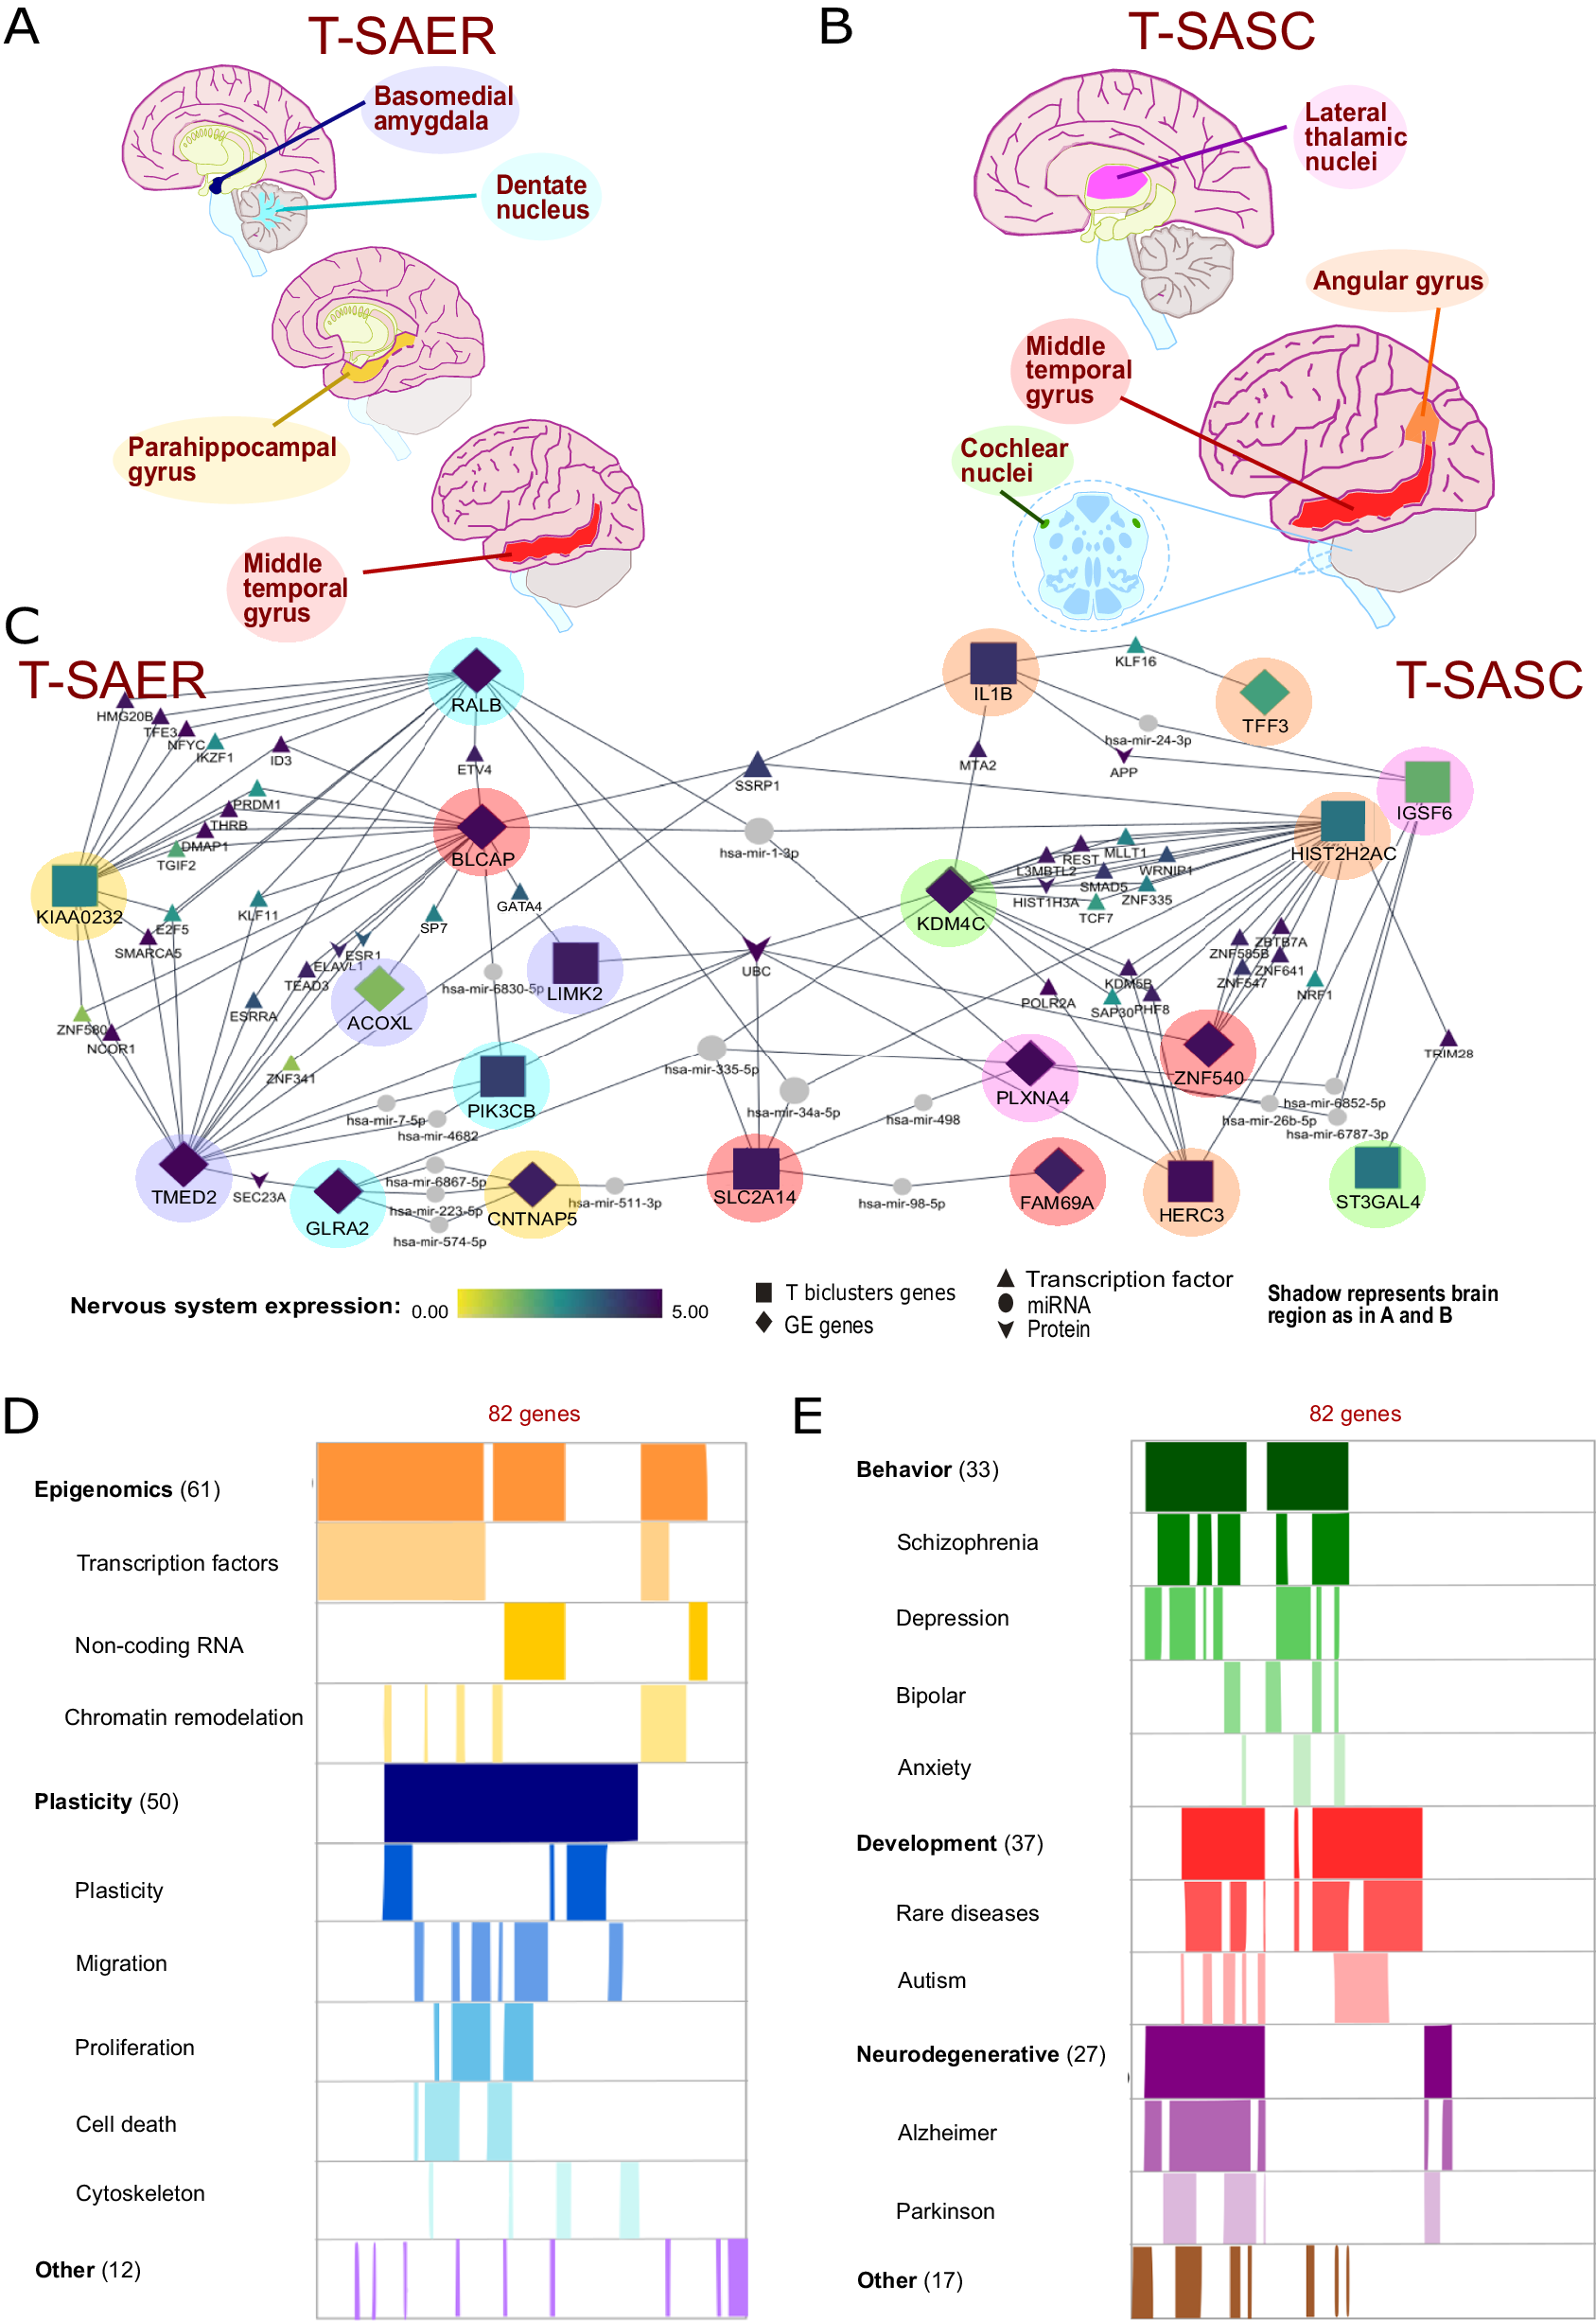 A
T-SAER
Basomedial
amygdala
Dentate
nucleus
Parahippocampal
gyrus
Middle
temporal
gyrus
B
T-SASC
Lateral
thalamic
nuclei
Angular gyrus
Middle
temporal
gyrus
Cochlear
nuclei
C
T-SAER
T-SASC
RALB
HMG20B
TFE3
NFYC
IKZF1
ID3
ETV4
PRDM1
THRB
DMAP1
TGIF2
BLCAP
KIAA0232
E2F5
SMARCA5
KLF11
SP7
GATA4
ESR1
ELAVL1
TEAD3
ESRRA
ACOXL
hsa-mir-6830-5p
LIMK2
ZNF580
NCOR1
ZNF341
PIK3CB
hsa-mir-7-5p
hsa-mir-4682
TMED2
SEC23A
GLRA2
hsa-mir-6867-5p
hsa-mir-223-5p
hsa-mir-574-5p
CNTNAP5
hsa-mir-511-3p
SSRP1
hsa-mir-1-3p
UBC
hsa-mir-335-5p
hsa-mir-34a-5p
SLC2A14
hsa-mir-498
hsa-mir-98-5p
IL1B
KLF16
TFF3
hsa-mir-24-3p
MTA2
APP
IGSF6
HIST2H2AC
MLLT1
REST
L3MBTL2
WRNIP1
SMAD5
HIST1H3A
ZNF335
TCF7
KDM4C
ZBTB7A
ZNF585B
ZNF641
ZNF547
NRF1
KDM5B
POLR2A
SAP30
PHF8
TRIM28
ZNF540
PLXNA4
hsa-mir-6852-5p
hsa-mir-26b-5p
hsa-mir-6787-3p
FAM69A
HERC3
ST3GAL4
Nervous system expression: 0.00 5.00
T biclusters genes
GE genes
Transcription factor
miRNA
Protein
Shadow represents brain
region as in A and B
D
82 genes
Epigenomics (61)
Transcription factors
Non-coding RNA
Chromatin remodelation
Plasticity (50)
Plasticity
Migration
Proliferation
Cell death
Cytoskeleton
Other (12)
E
82 genes
Behavior (33)
Schizophrenia
Depression
Bipolar
Anxiety
Development (37)
Rare diseases
Autism
Neurodegenerative (27)
Alzheimer
Parkinson
Other (17)